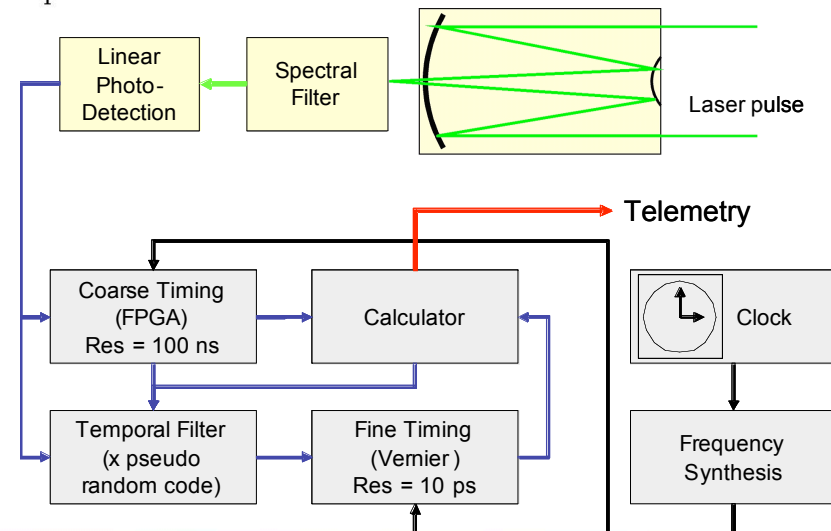 Linear
Photo-
Detection
Spectral
Filter
Laser pulse
Telemetry
Coarse Timing
(FPGA)
Res = 100 ns
Calculator
Clock
Temporal Filter
(x pseudo
random code)
Fine Timing
(Vernier)
Res = 10 ps
Frequency
Synthesis